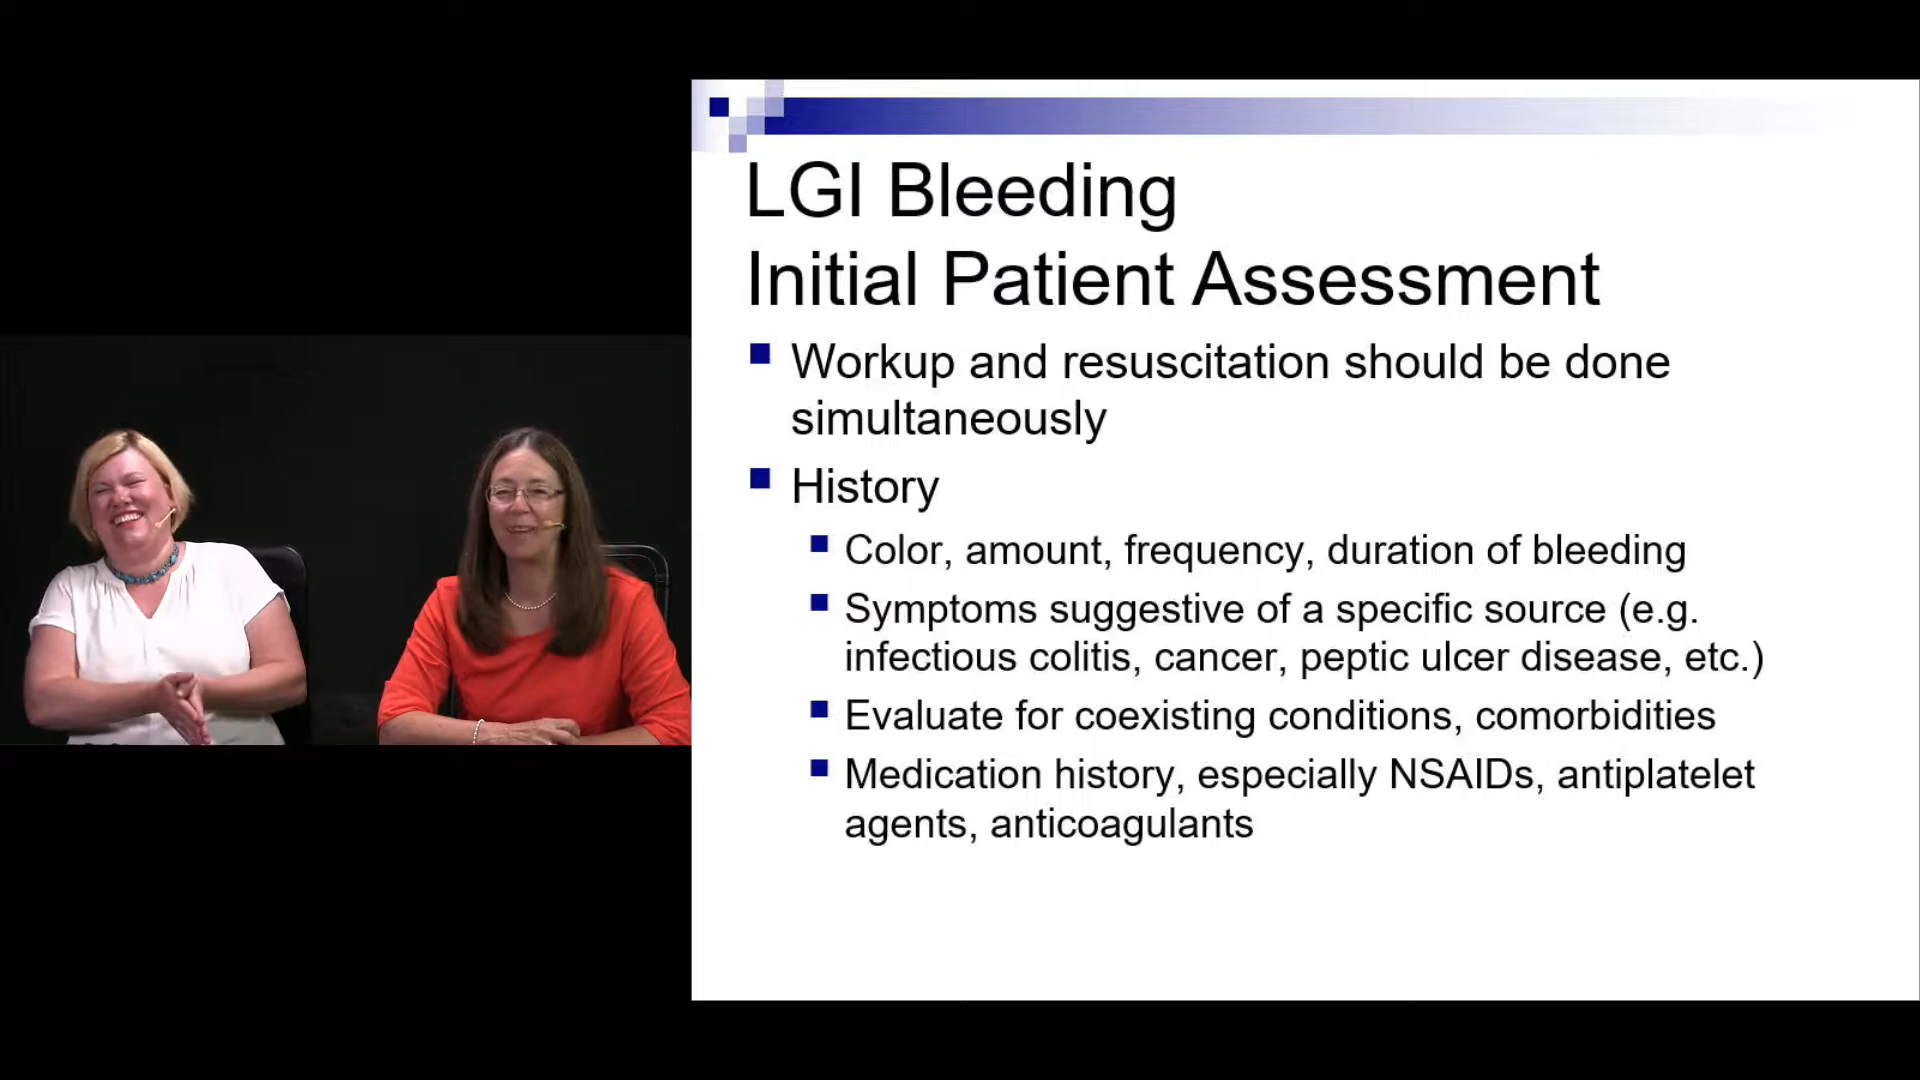 LGI Bleeding
Initial Patient Assessment
Workup and resuscitation should be done
simultaneously
History
Color, amount, frequency, duration of bleeding
Symptoms suggestive of a specific source (e.g.
infectious colitis, cancer, peptic ulcer disease, etc.)
Evaluate for coexisting conditions, comorbidities
Medication history, especially NSAIDs, antiplatelet
agents, anticoagulants